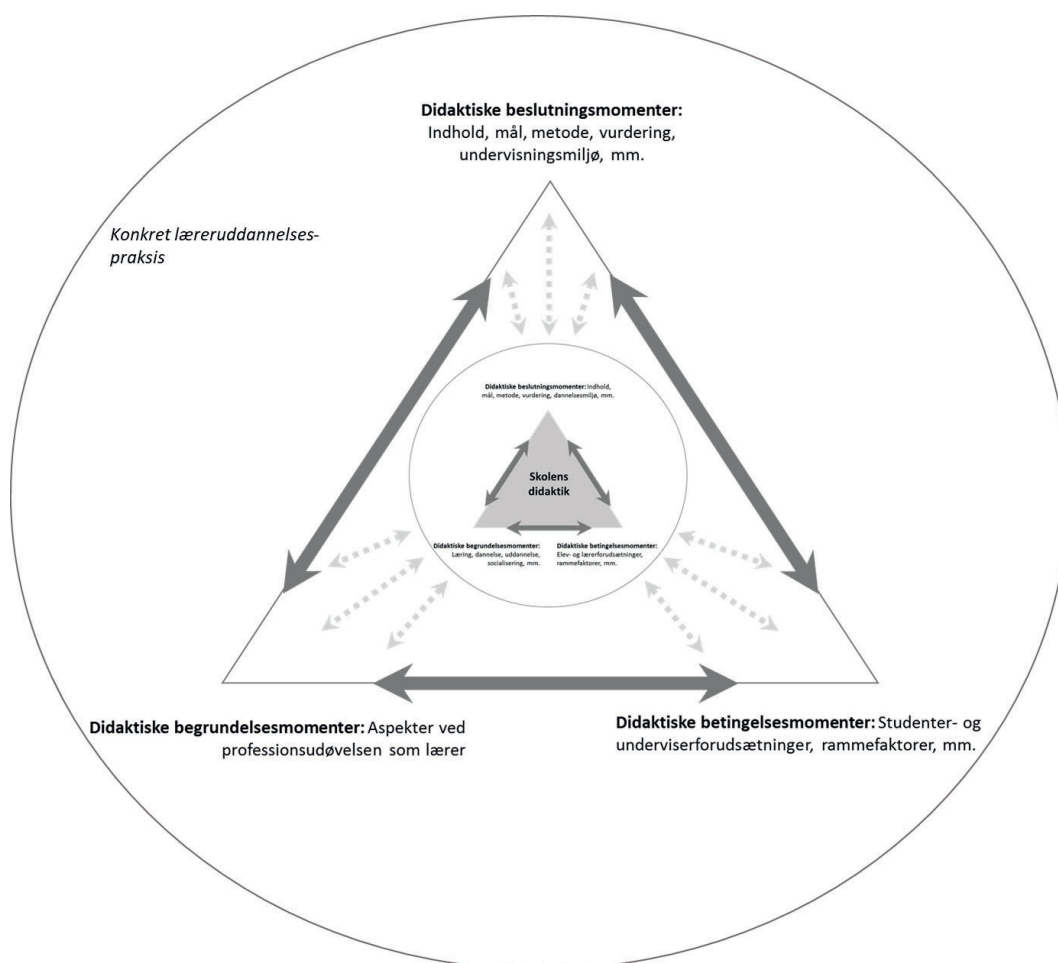 Didaktiske beslutningsmomenter:
Indhold, mål, metode, vurdering,
undervisningsmiljø, mm.
Konkret læreruddannelses-
praksis
Didaktiske beslutningsmomenter: Indhold,
mål, metode, vurdering, dannelsesmiljø, mm.
Skolens
didaktik
Didaktiske begrundelsesmomenter:
Læring, dannelse, uddannelse,
socialisering, mm.
Didaktiske betingelsesmomenter:
Elev- og lærerforudsætninger,
rammefaktorer, mm.
Didaktiske begrundelsesmomenter: Aspekter ved
professionsudøvelsen som lærer
Didaktiske betingelsesmomenter: Studenter- og
underviserforudsætninger, rammefaktorer, mm.